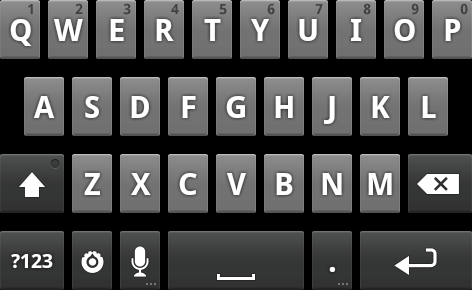 1 2 3 4 5 6 7 8 9 0
Q W E R T Y U I O P
A S D F G H J K L
Z X C V B N M
?123 . ...